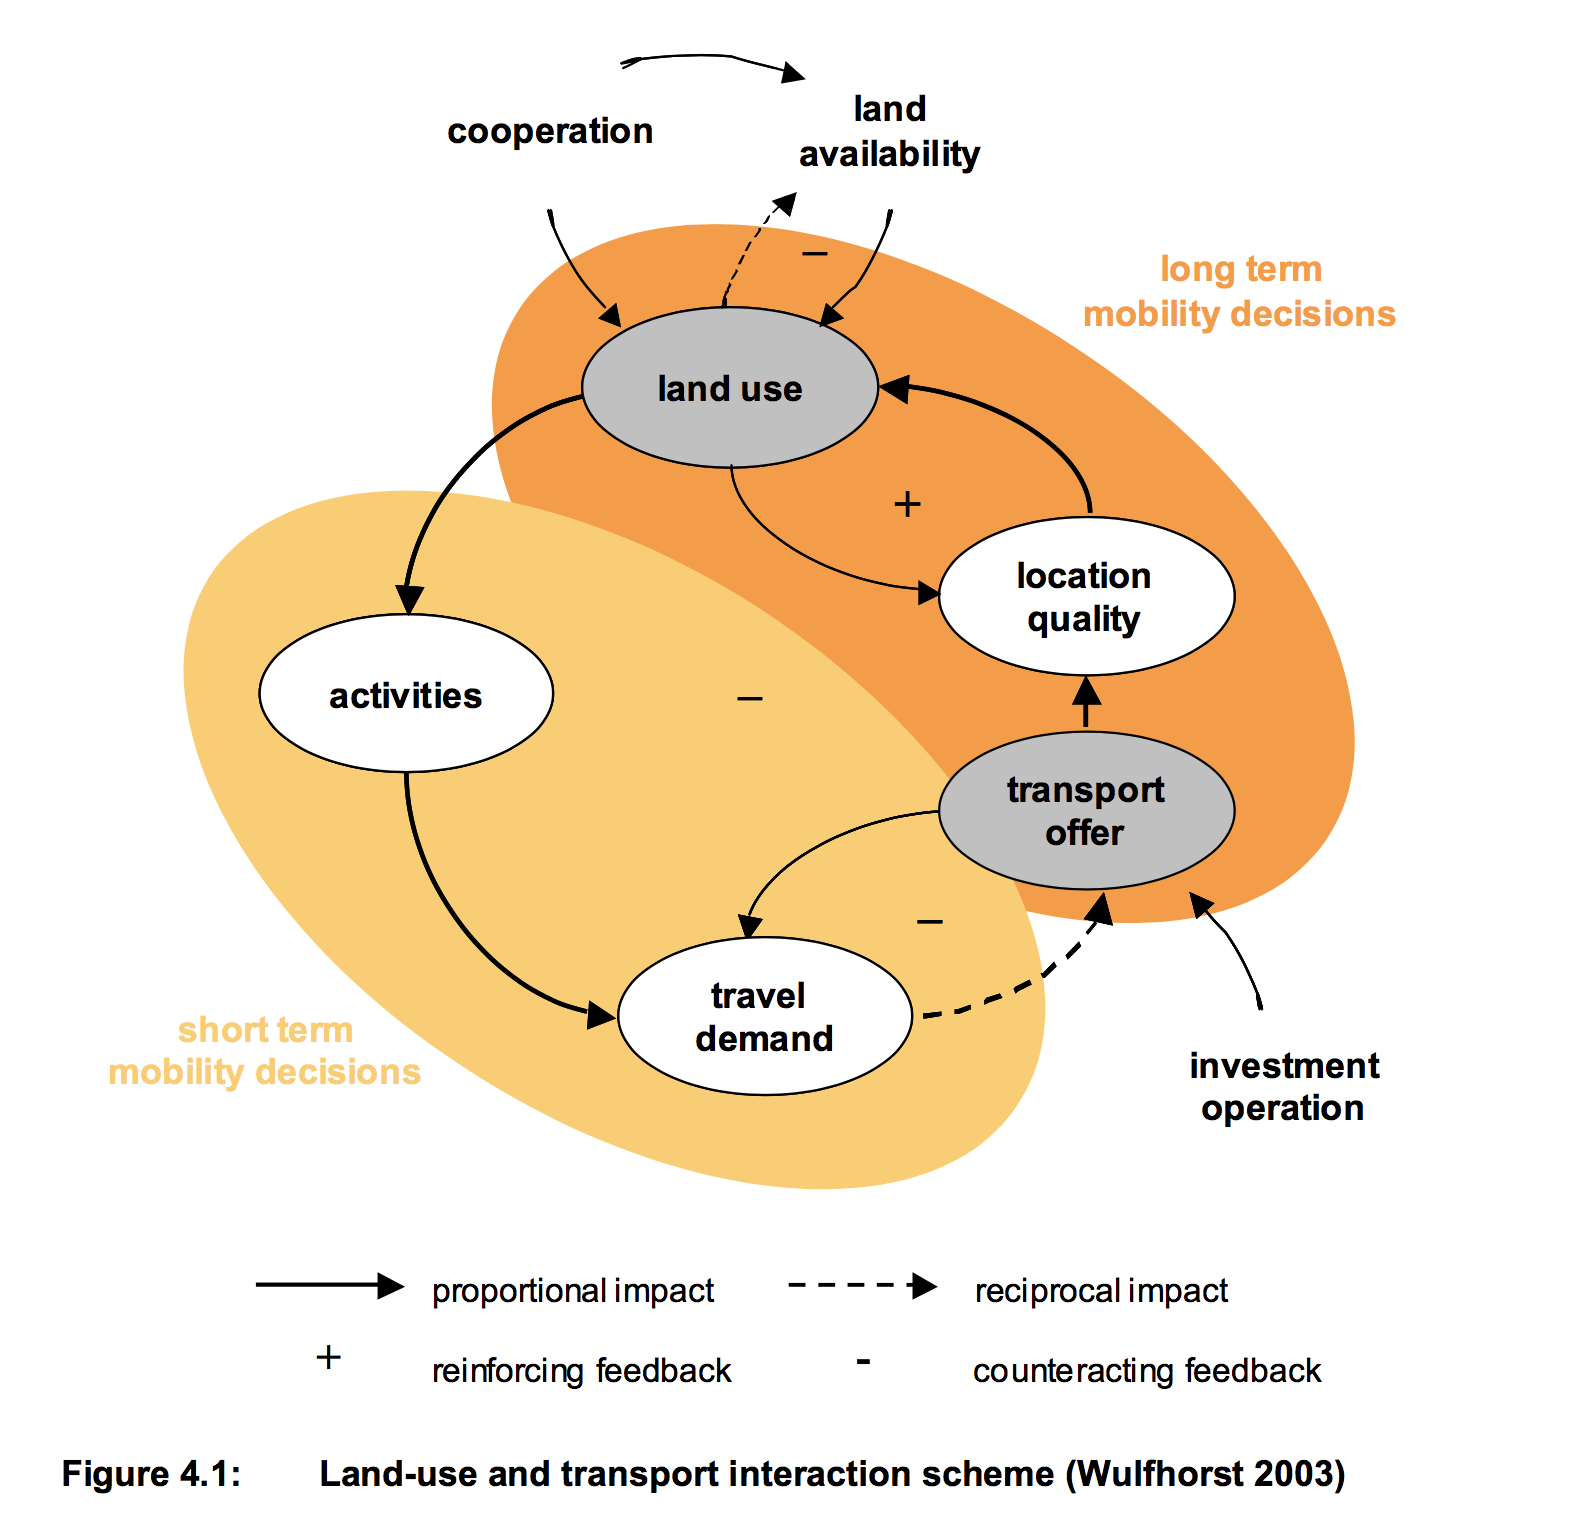 cooperation
land
availability
long term
mobility decisions
–
land use
+
location
quality
activities
–
transport
offer
–
travel
demand
short term
mobility decisions
investment
operation
proportional impact
reciprocal impact
+ reinforcing feedback
- counteracting feedback
Figure 4.1: Land-use and transport interaction scheme (Wulfhorst 2003)